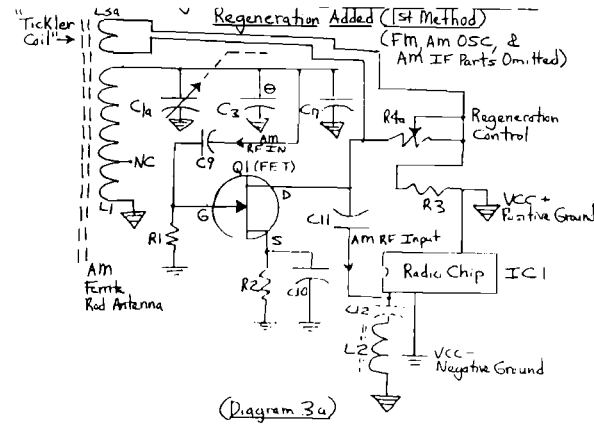 L3a
Regeneration Added (1st Method)
"Tickler
Coil"→
(FM, Am OSC, &
Am IF Parts Omitted)
C1a
C3
θ
C7
R4a
Regeneration
Control
Am
RF IN
C9
Q1 (FET)
NC
D
G
S
R3
VCC +
Positive Ground
L1
R1
C11
Am RF Input
Radio Chip
IC1
AM
Ferrite
Rod Antenna
R2
C10
C12
L2
VCC-
Negative Ground
(Diagram 3a)